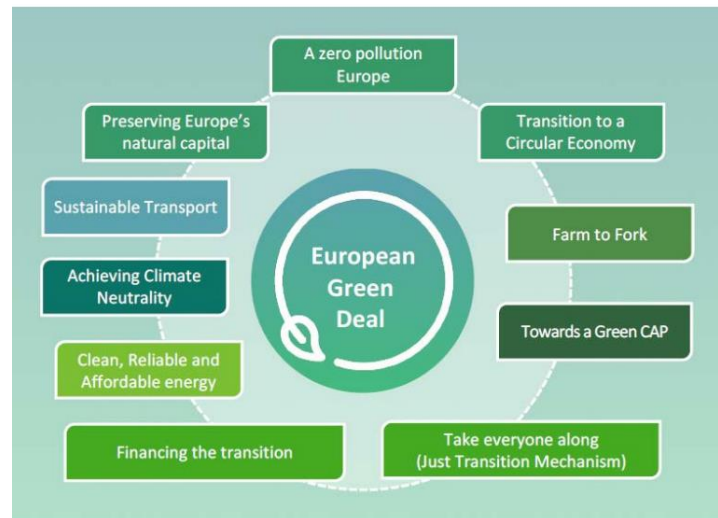 A zero pollution
Europe
Preserving Europe's
natural capital
Transition to a
Circular Economy
Sustainable Transport
Farm to Fork
European
Green
Deal
Achieving Climate
Neutrality
Towards a Green CAP
Clean, Reliable and
Affordable energy
Financing the transition
Take everyone along
(Just Transition Mechanism)